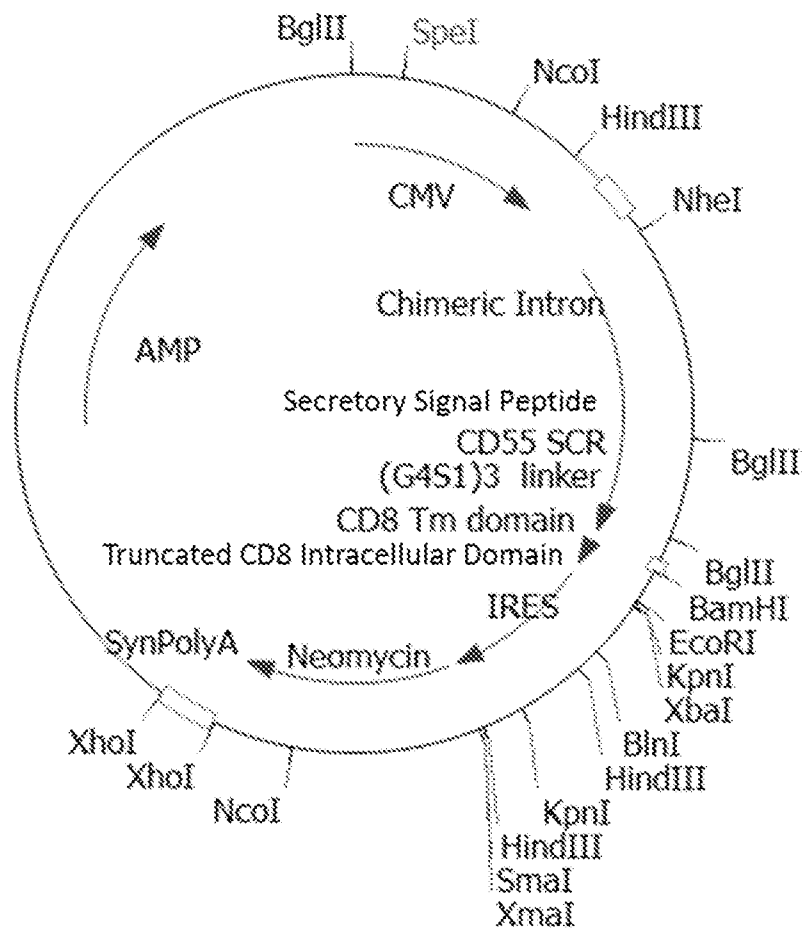 BglII
SpeI
NcoI
HindIII
NheI
CMV
Chimeric Intron
AMP
Secretory Signal Peptide
CD55 SCR
(G4S1)3 linker
CD8 Tm domain
Truncated CD8 Intracellular Domain
BglII
BglII
BamHI
EcoRI
KpnI
XbaI
IRES
Neomycin
SynPolyA
BlnI
HindIII
KpnI
HindIII
SmaI
XmaI
XhoI
XhoI
NcoI